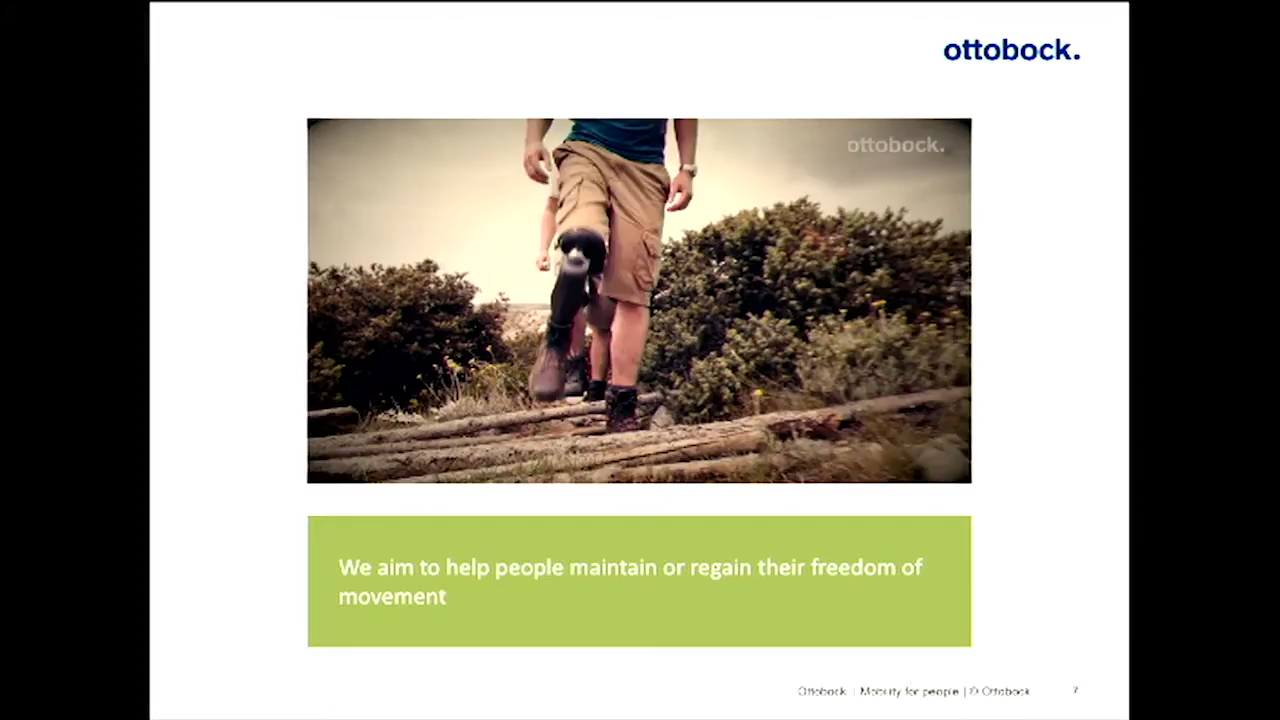 ottobock.
ottobock.
We aim to help people maintain or regain their freedom of
movement
Ottobock | Mobility for people | © Ottobock 7